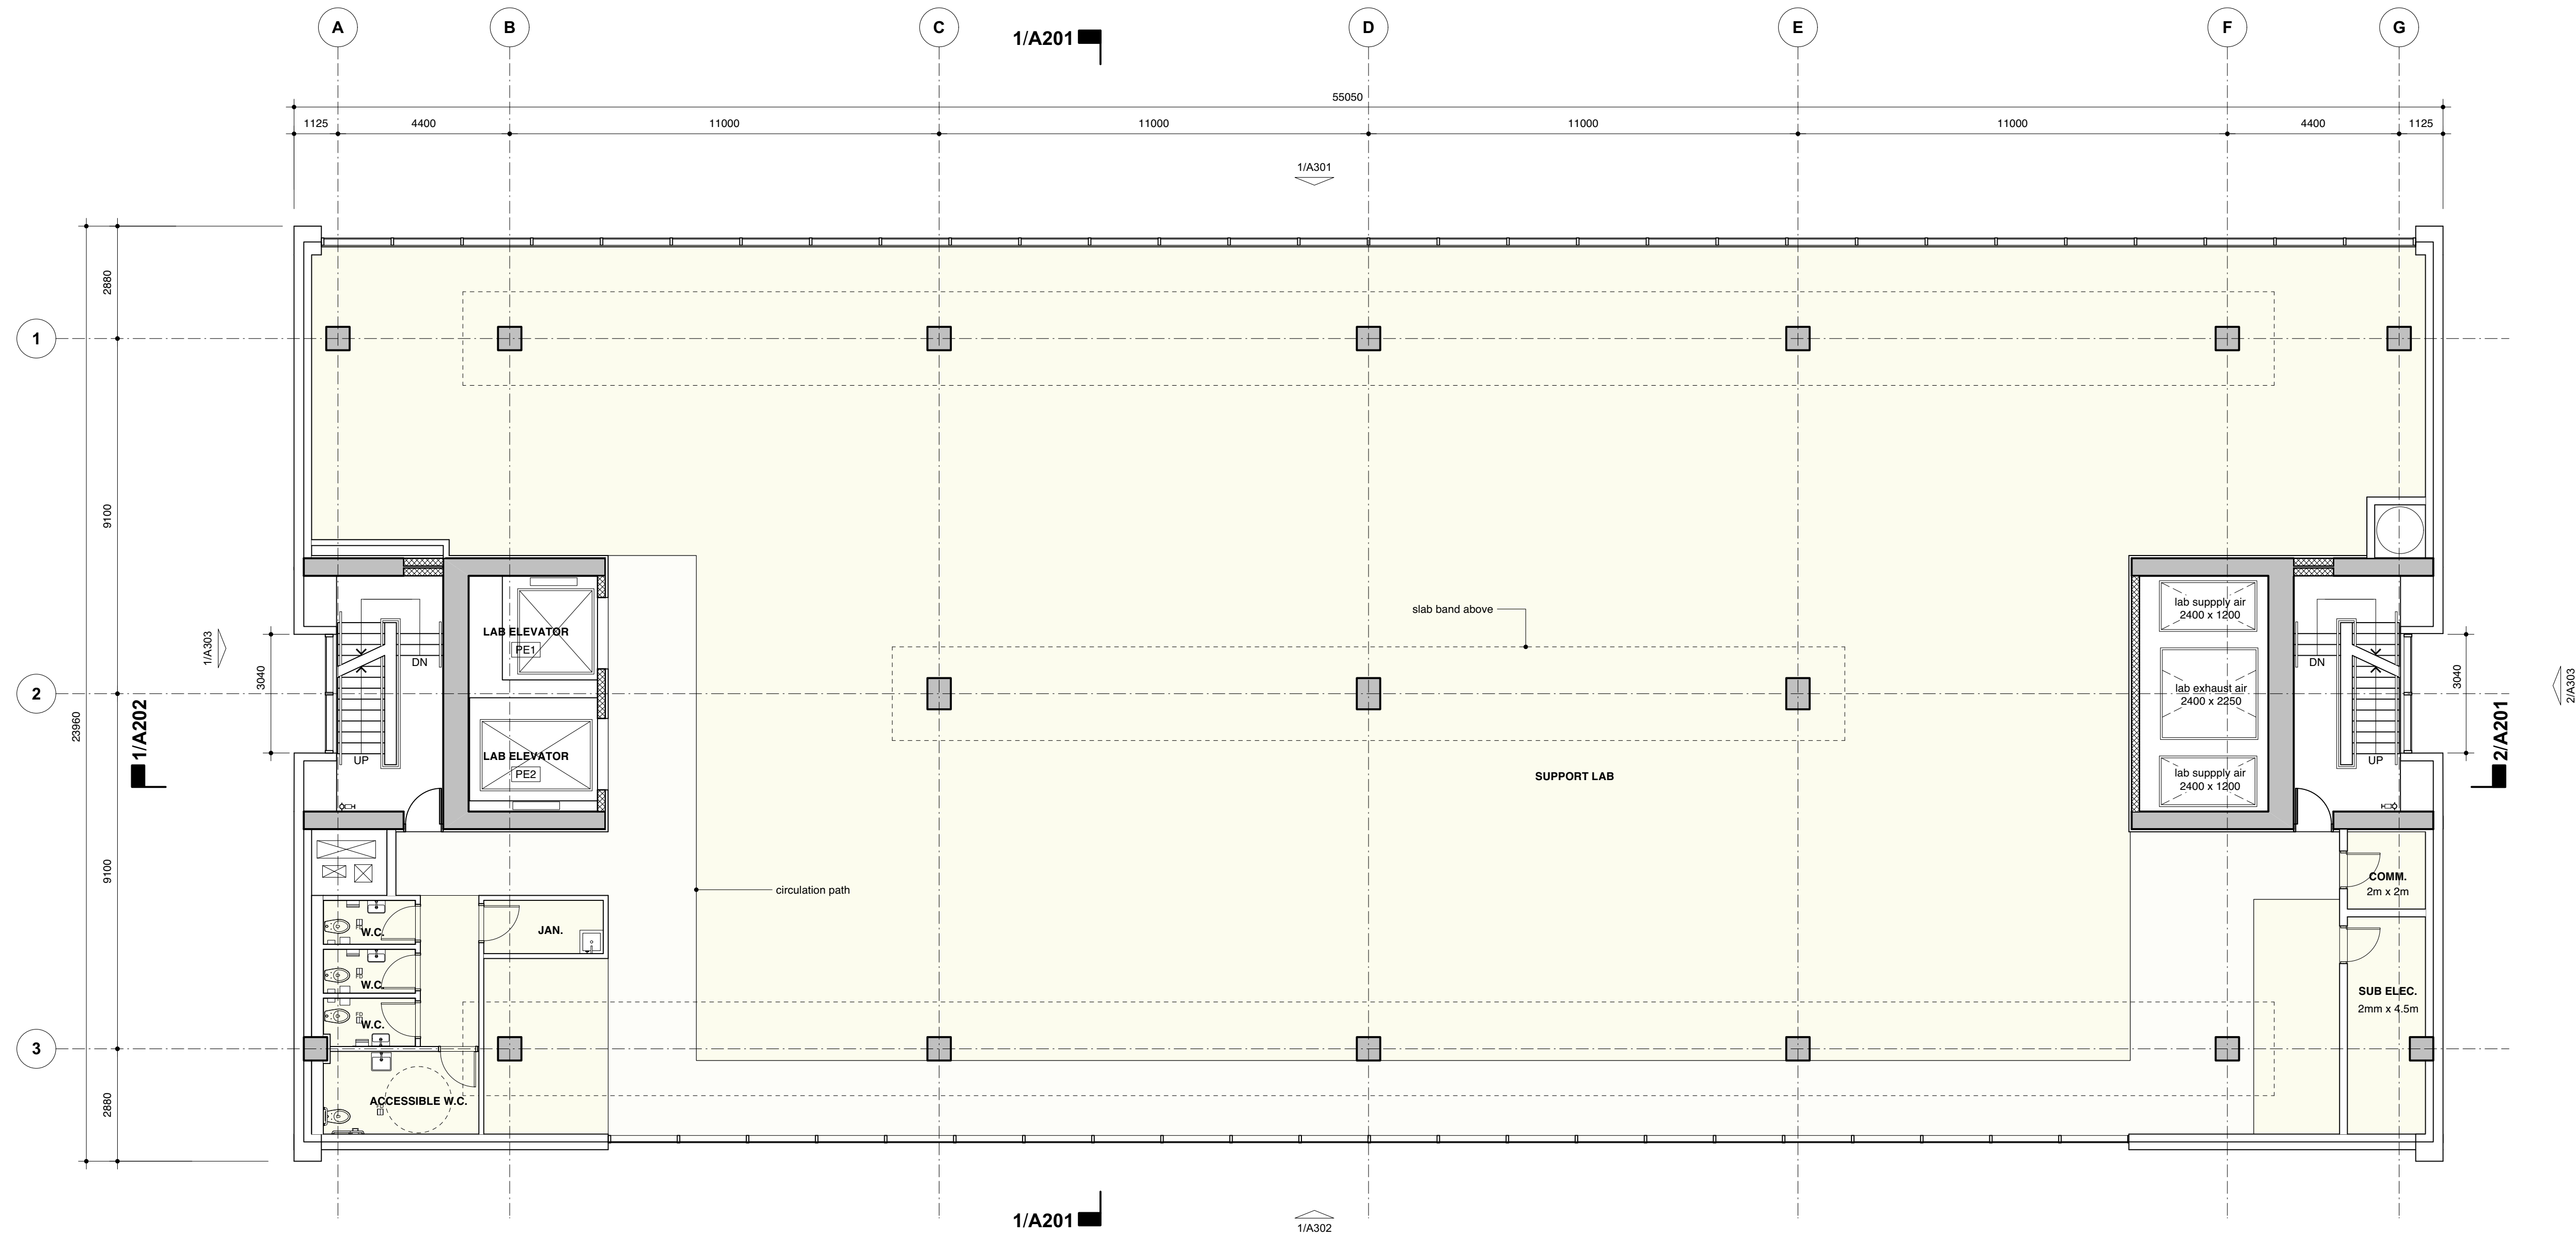 A B C D E F G
1/A201
55050
1125 4400 11000 11000 11000 11000 4400 1125
1/A301
2880
1
9100
slab band above
lab suppply air
2400 x 1200
LAB ELEVATOR
PE1
DN
DN
1/A303
3040
3040
2
lab exhaust air
2400 x 2250
2/A303
23960
1/A202
2/A201
LAB ELEVATOR
PE2
UP
UP
SUPPORT LAB
lab suppply air
2400 x 1200
9100
circulation path
COMM.
2m x 2m
W.C.
JAN.
W.C.
SUB ELEC.
2mm x 4.5m
FD
W.C.
3
2880
ACCESSIBLE W.C.
1/A201
1/A302